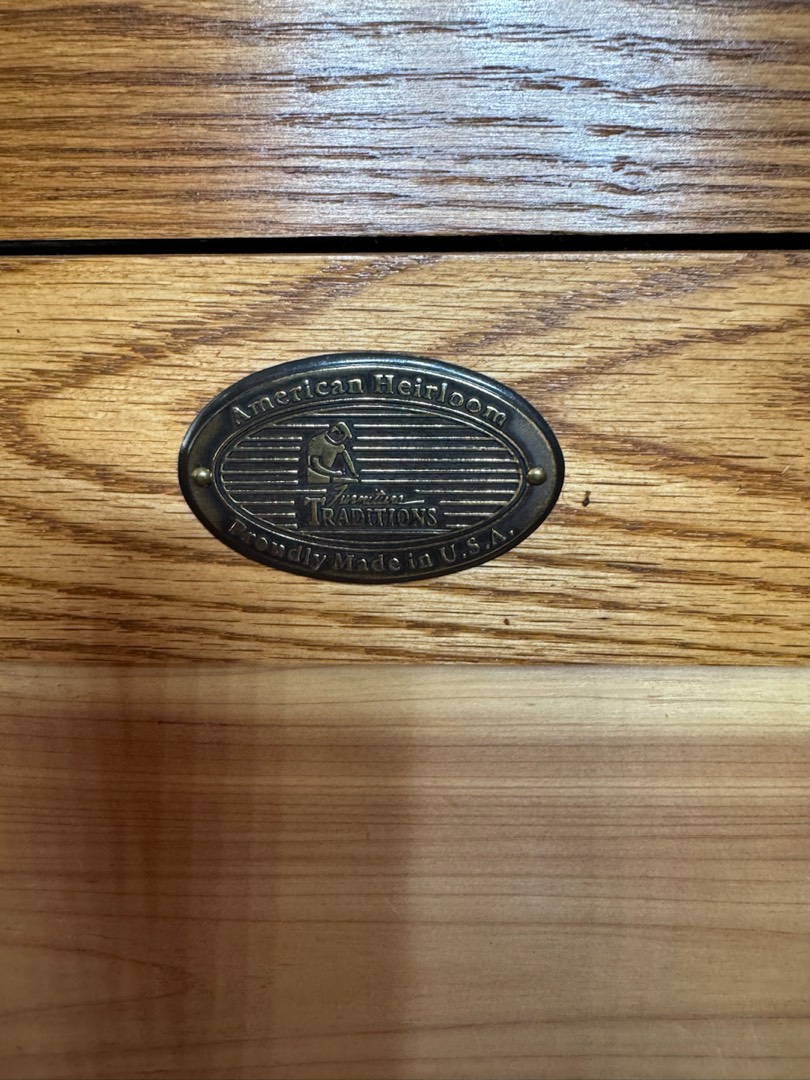 American Heirloom
Furniture
TRADITIONS
Proudly Made in U.S.A.